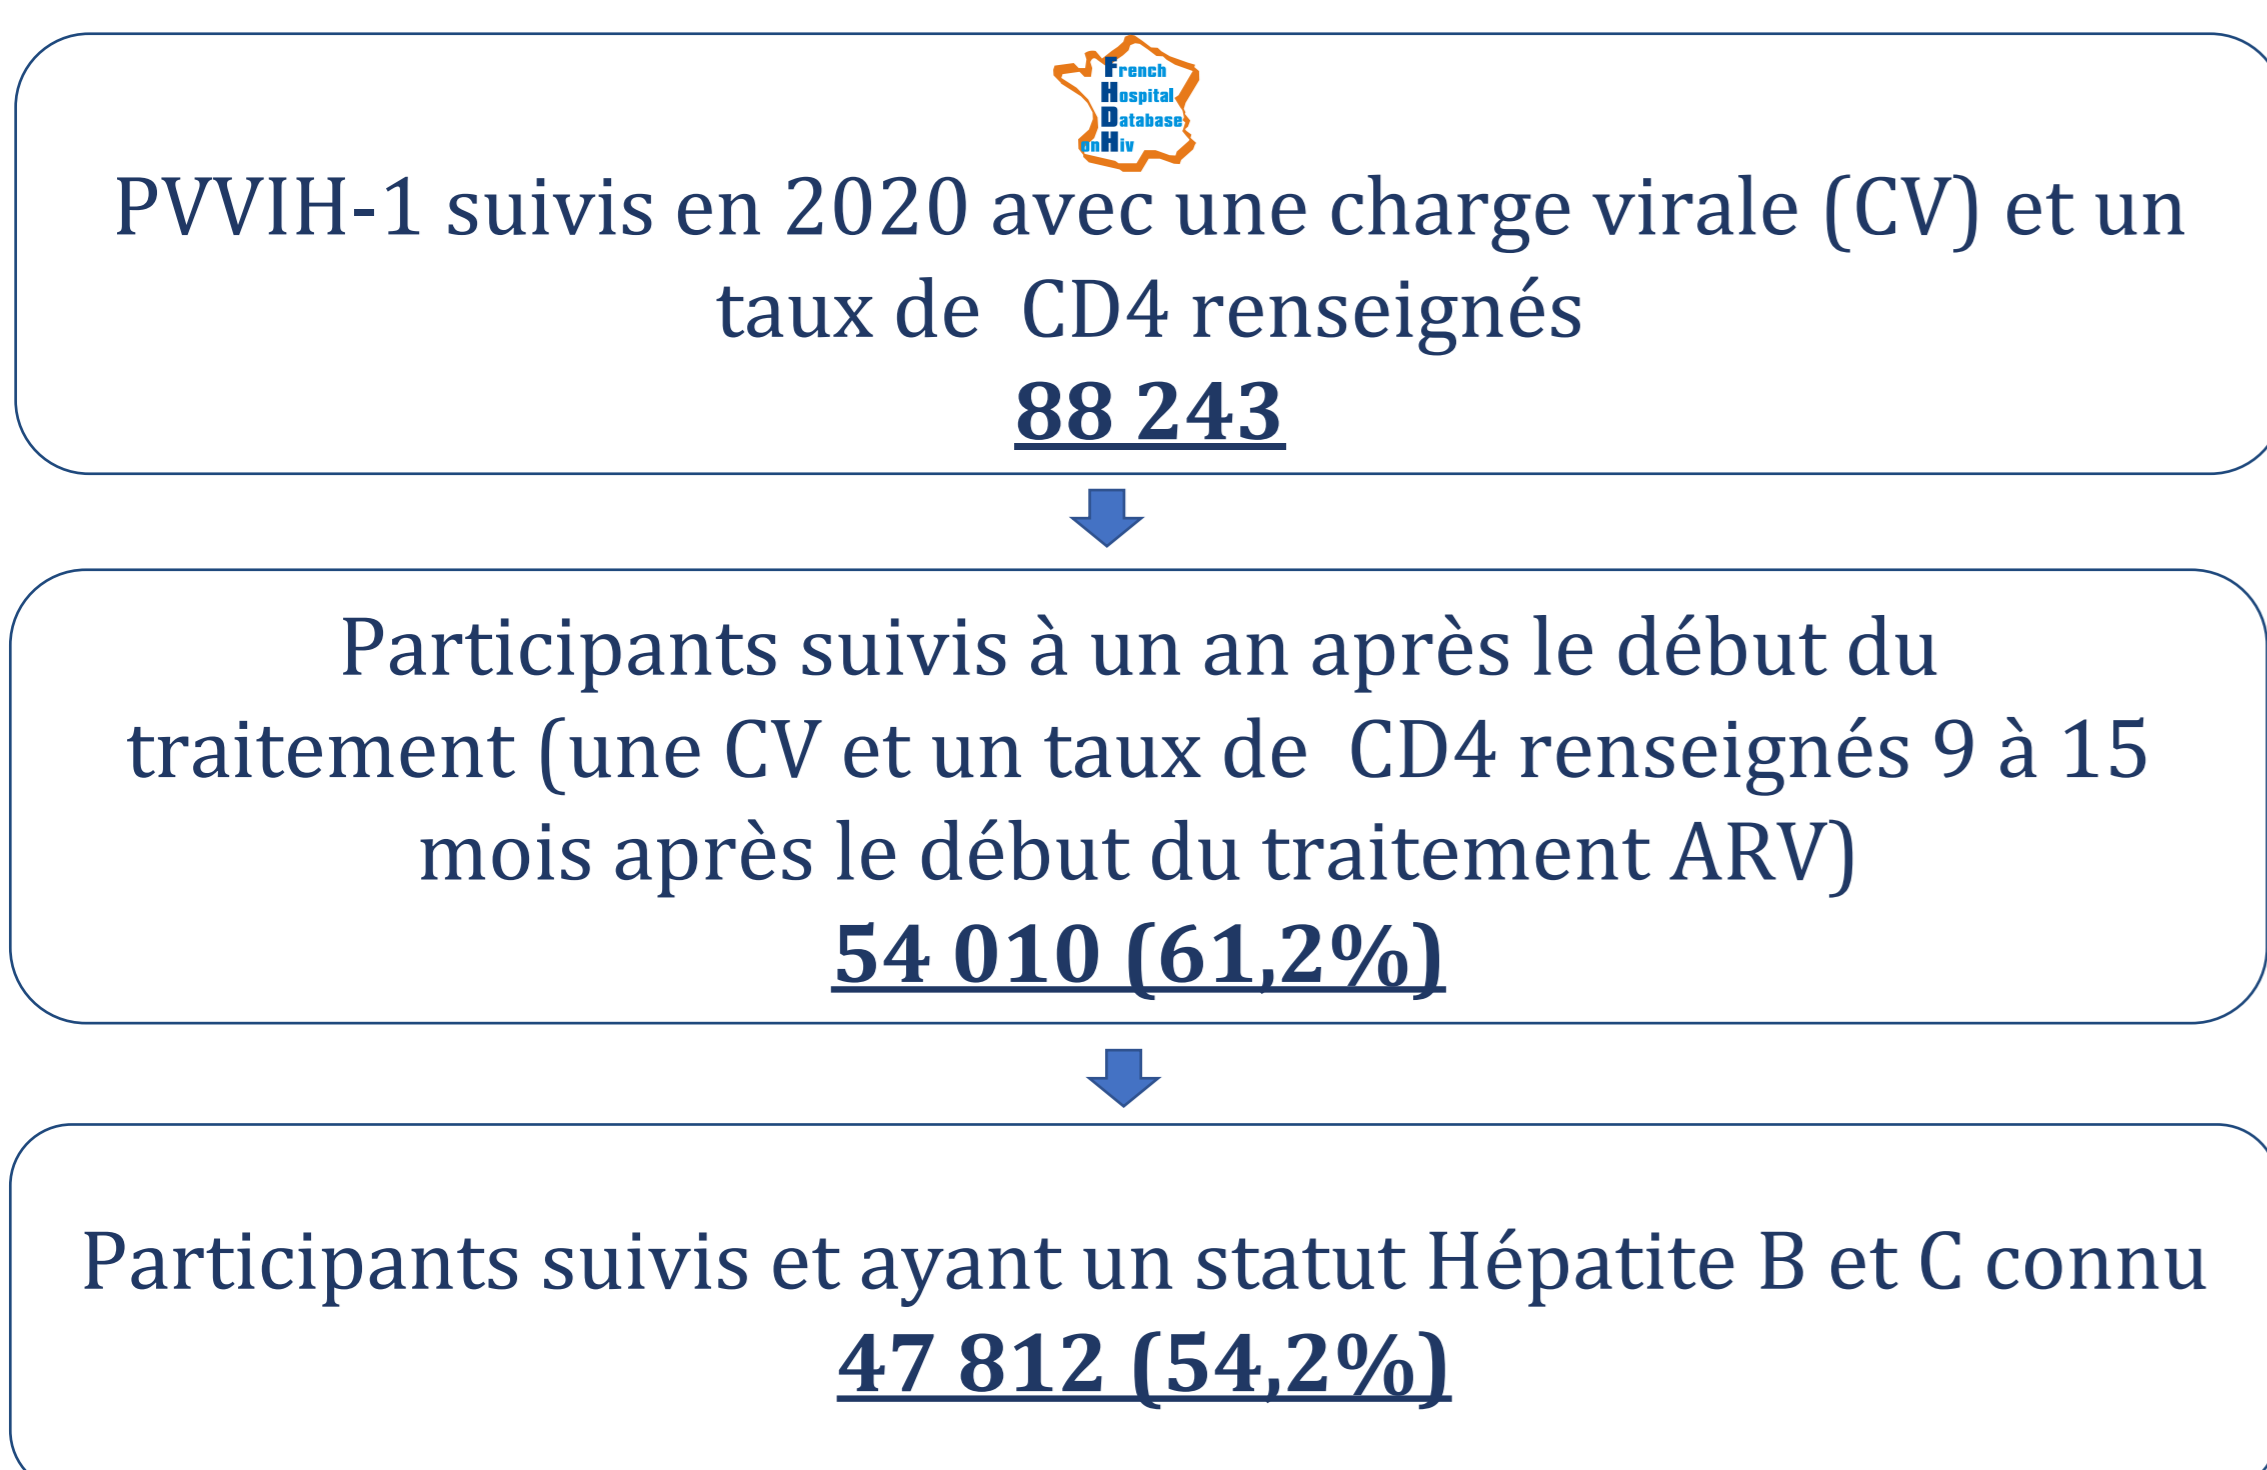 French
Hospital
Database
onHiv
PVVIH-1 suivis en 2020 avec une charge virale (CV) et un
taux de CD4 renseignés
88 243
Participants suivis à un an après le début du
traitement (une CV et un taux de CD4 renseignés 9 à 15
mois après le début du traitement ARV)
54 010 (61,2%)
Participants suivis et ayant un statut Hépatite B et C connu
47 812 (54,2%)